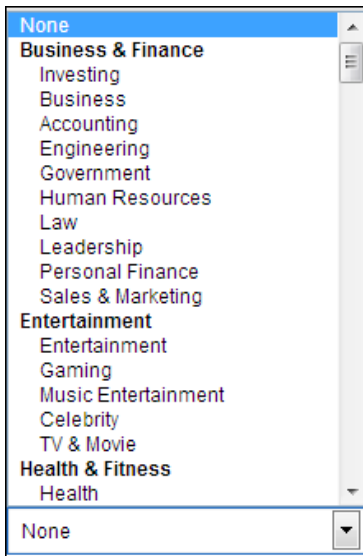 None
Business & Finance
Investing
Business
Accounting
Engineering
Government
Human Resources
Law
Leadership
Personal Finance
Sales & Marketing
Entertainment
Entertainment
Gaming
Music Entertainment
Celebrity
TV & Movie
Health & Fitness
Health
None